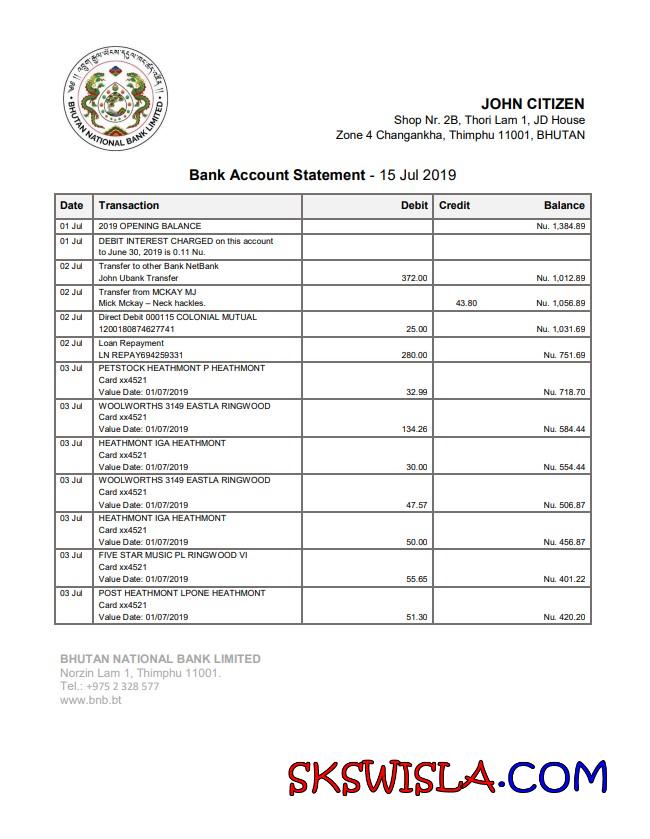 BHUTAN NATIONAL BANK LIMITED
JOHN CITIZEN
Shop Nr. 2B, Thori Lam 1, JD House
Zone 4 Changankha, Thimphu 11001, BHUTAN
Bank Account Statement - 15 Jul 2019
Date Transaction Debit Credit Balance
01 Jul 2019 OPENING BALANCE Nu. 1,384.89
01 Jul DEBIT INTEREST CHARGED on this account
to June 30, 2019 is 0.11 Nu.
02 Jul Transfer to other Bank NetBank
John Ubank Transfer 372.00 Nu. 1,012.89
02 Jul Transfer from MCKAY MJ
Mick Mckay – Neck hackles. 43.80 Nu. 1,056.89
02 Jul Direct Debit 000115 COLONIAL MUTUAL
1200180874627741 25.00 Nu. 1,031.69
02 Jul Loan Repayment
LN REPAY694259331 280.00 Nu. 751.69
03 Jul PETSTOCK HEATHMONT P HEATHMONT
Card xx4521
Value Date: 01/07/2019 32.99 Nu. 718.70
03 Jul WOOLWORTHS 3149 EASTLA RINGWOOD
Card xx4521
Value Date: 01/07/2019 134.26 Nu. 584.44
03 Jul HEATHMONT IGA HEATHMONT
Card xx4521
Value Date: 01/07/2019 30.00 Nu. 554.44
03 Jul WOOLWORTHS 3149 EASTLA RINGWOOD
Card xx4521
Value Date: 01/07/2019 47.57 Nu. 506.87
03 Jul HEATHMONT IGA HEATHMONT
Card xx4521
Value Date: 01/07/2019 50.00 Nu. 456.87
03 Jul FIVE STAR MUSIC PL RINGWOOD VI
Card xx4521
Value Date: 01/07/2019 55.65 Nu. 401.22
03 Jul POST HEATHMONT LPONE HEATHMONT
Card xx4521
Value Date: 01/07/2019 51.30 Nu. 420.20
BHUTAN NATIONAL BANK LIMITED
Norzin Lam 1, Thimphu 11001.
Tel.: +975 2 328 577
www.bnb.bt
SKSWISLA.COM